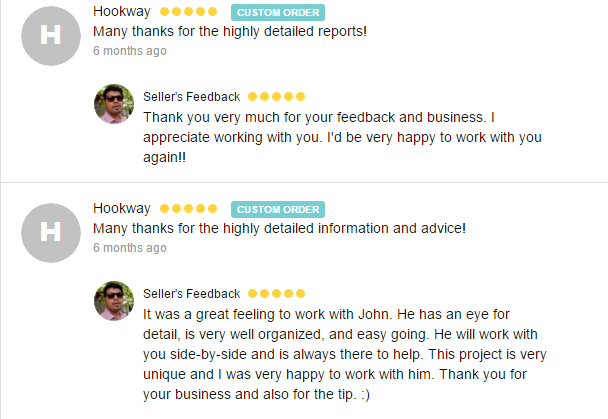 H
Hookway CUSTOM ORDER
Many thanks for the highly detailed reports!
6 months ago
Seller's Feedback
Thank you very much for your feedback and business. I
appreciate working with you. I'd be very happy to work with you
again!!
H
Hookway CUSTOM ORDER
Many thanks for the highly detailed information and advice!
6 months ago
Seller's Feedback
It was a great feeling to work with John. He has an eye for
detail, is very well organized, and easy going. He will work with
you side-by-side and is always there to help. This project is very
unique and I was very happy to work with him. Thank you for
your business and also for the tip. :)